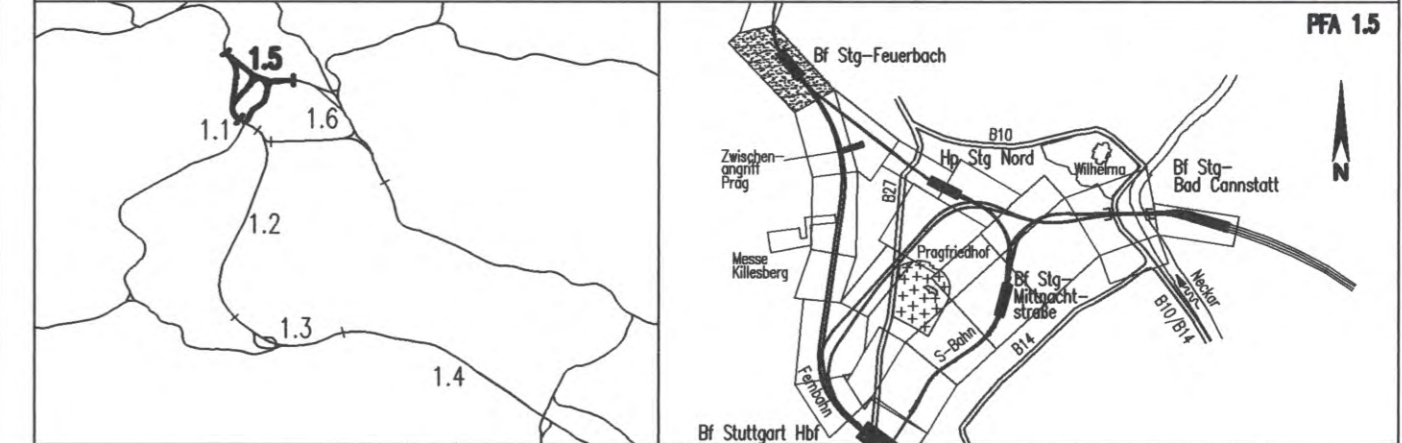 1.5
1.1
1.6
1.2
1.3
1.4
PFA 1.5
Bf Stg-Feuerbach
Zwischen-
angriff
Prag
B10
Hp Stg Nord
Wilhelma
Bf Stg-
Bad Cannstatt
N
B27
Messe
Killesberg
Pragfriedhof
Bf Stg-
Mittnacht-
straße
Neckar
B10/B14
S-Bahn
B14
Fernbahn
Bf Stuttgart Hbf